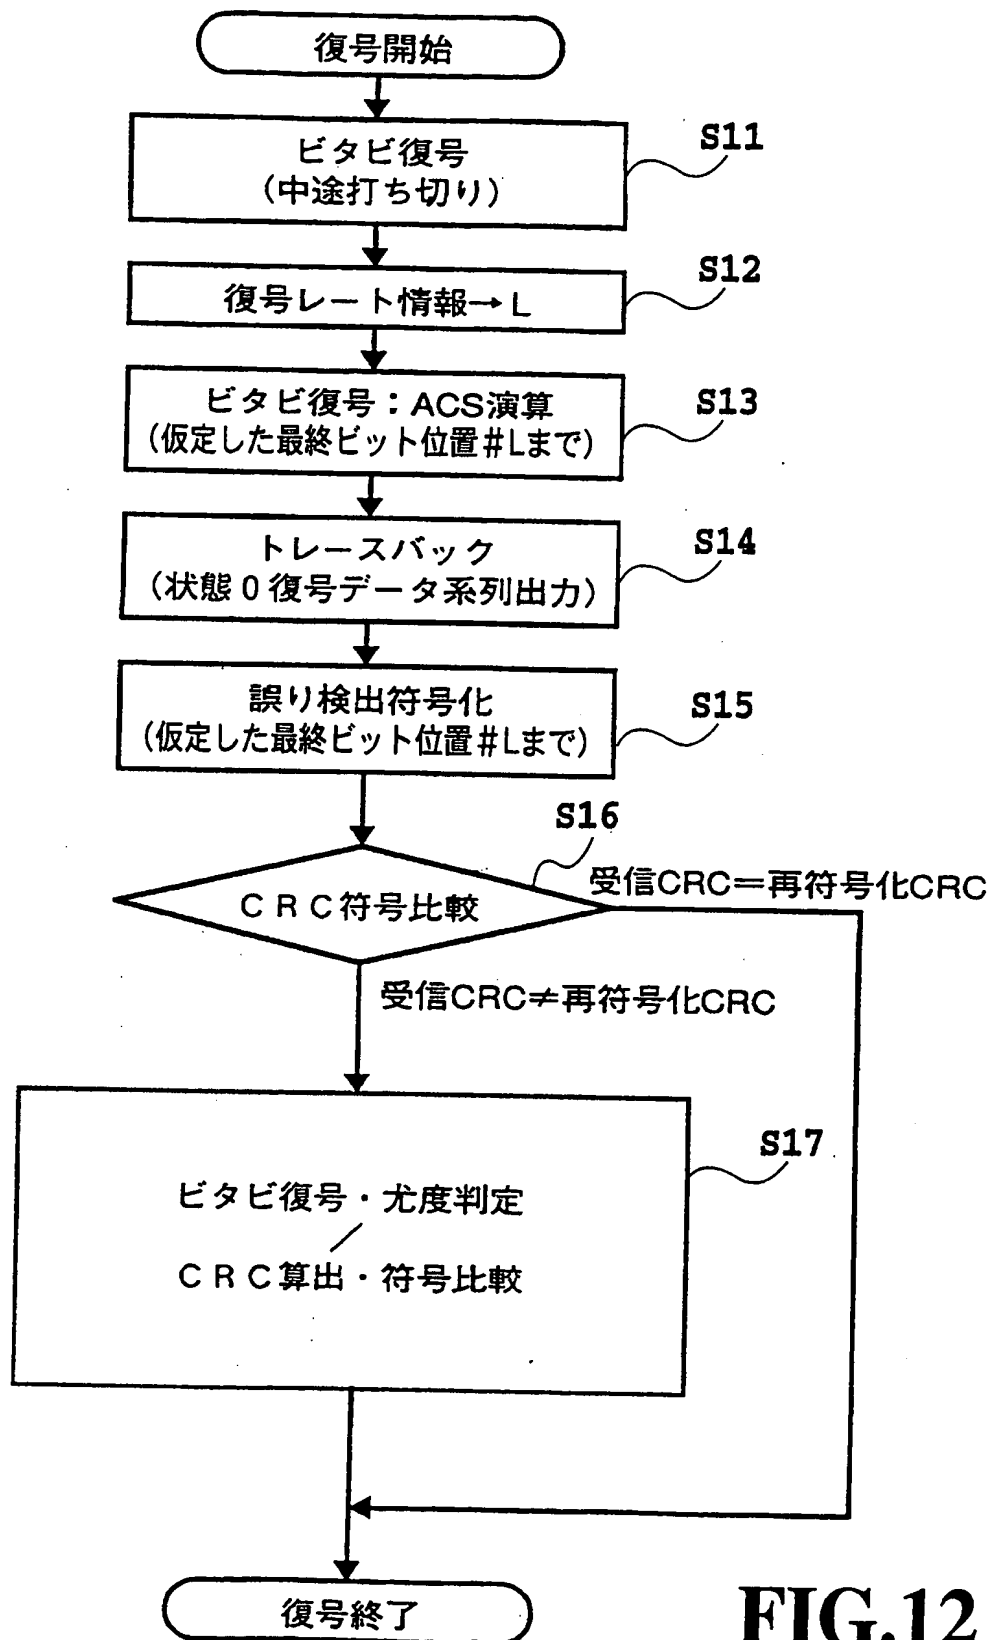 復号開始
ビタビ復号
(中途打ち切り)
S11
復号レート情報→L
S12
ビタビ復号：ACS演算
(仮定した最終ビット位置#Lまで)
S13
トレースバック
(状態0復号データ系列出力)
S14
誤り検出符号化
(仮定した最終ビット位置#Lまで)
S15
S16
CRC符号比較
受信CRC=再符号化CRC
受信CRC≠再符号化CRC
S17
ビタビ復号・尤度判定
CRC算出・符号比較
復号終了
FIG.12